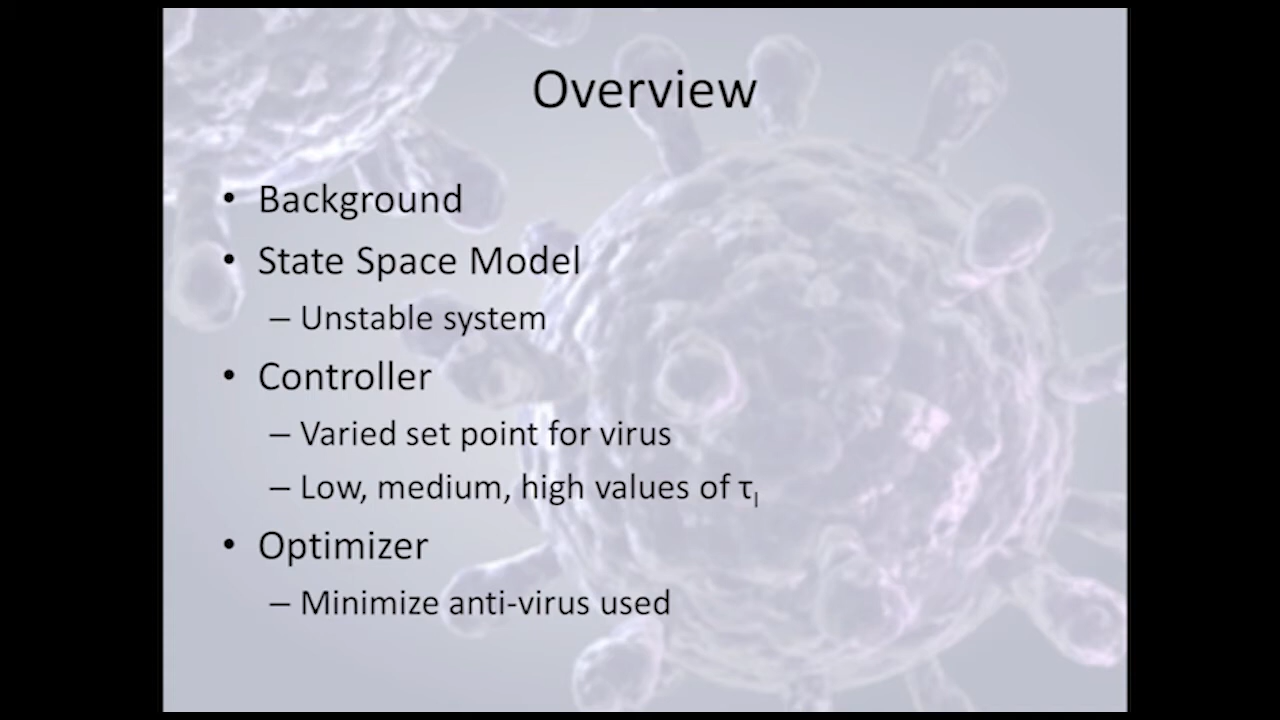 Overview
• Background
• State Space Model
– Unstable system
• Controller
– Varied set point for virus
– Low, medium, high values of τI
• Optimizer
– Minimize anti-virus used